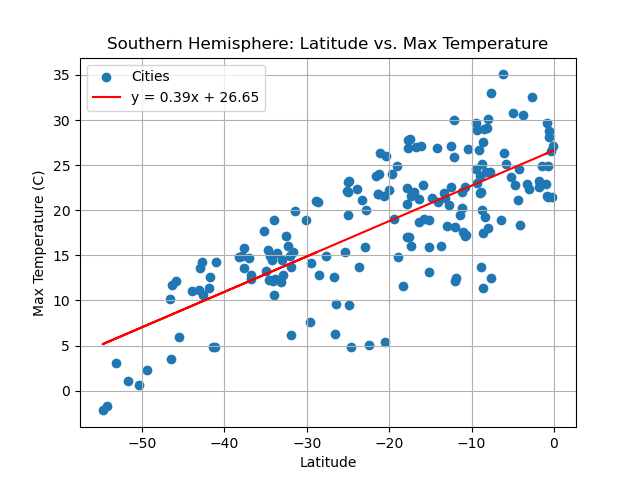 Southern Hemisphere: Latitude vs. Max Temperature
Cities
y = 0.39x + 26.65
35
30
25
20
15
10
5
0
Max Temperature (C)
−50
−40
−30
−20
−10
0
Latitude